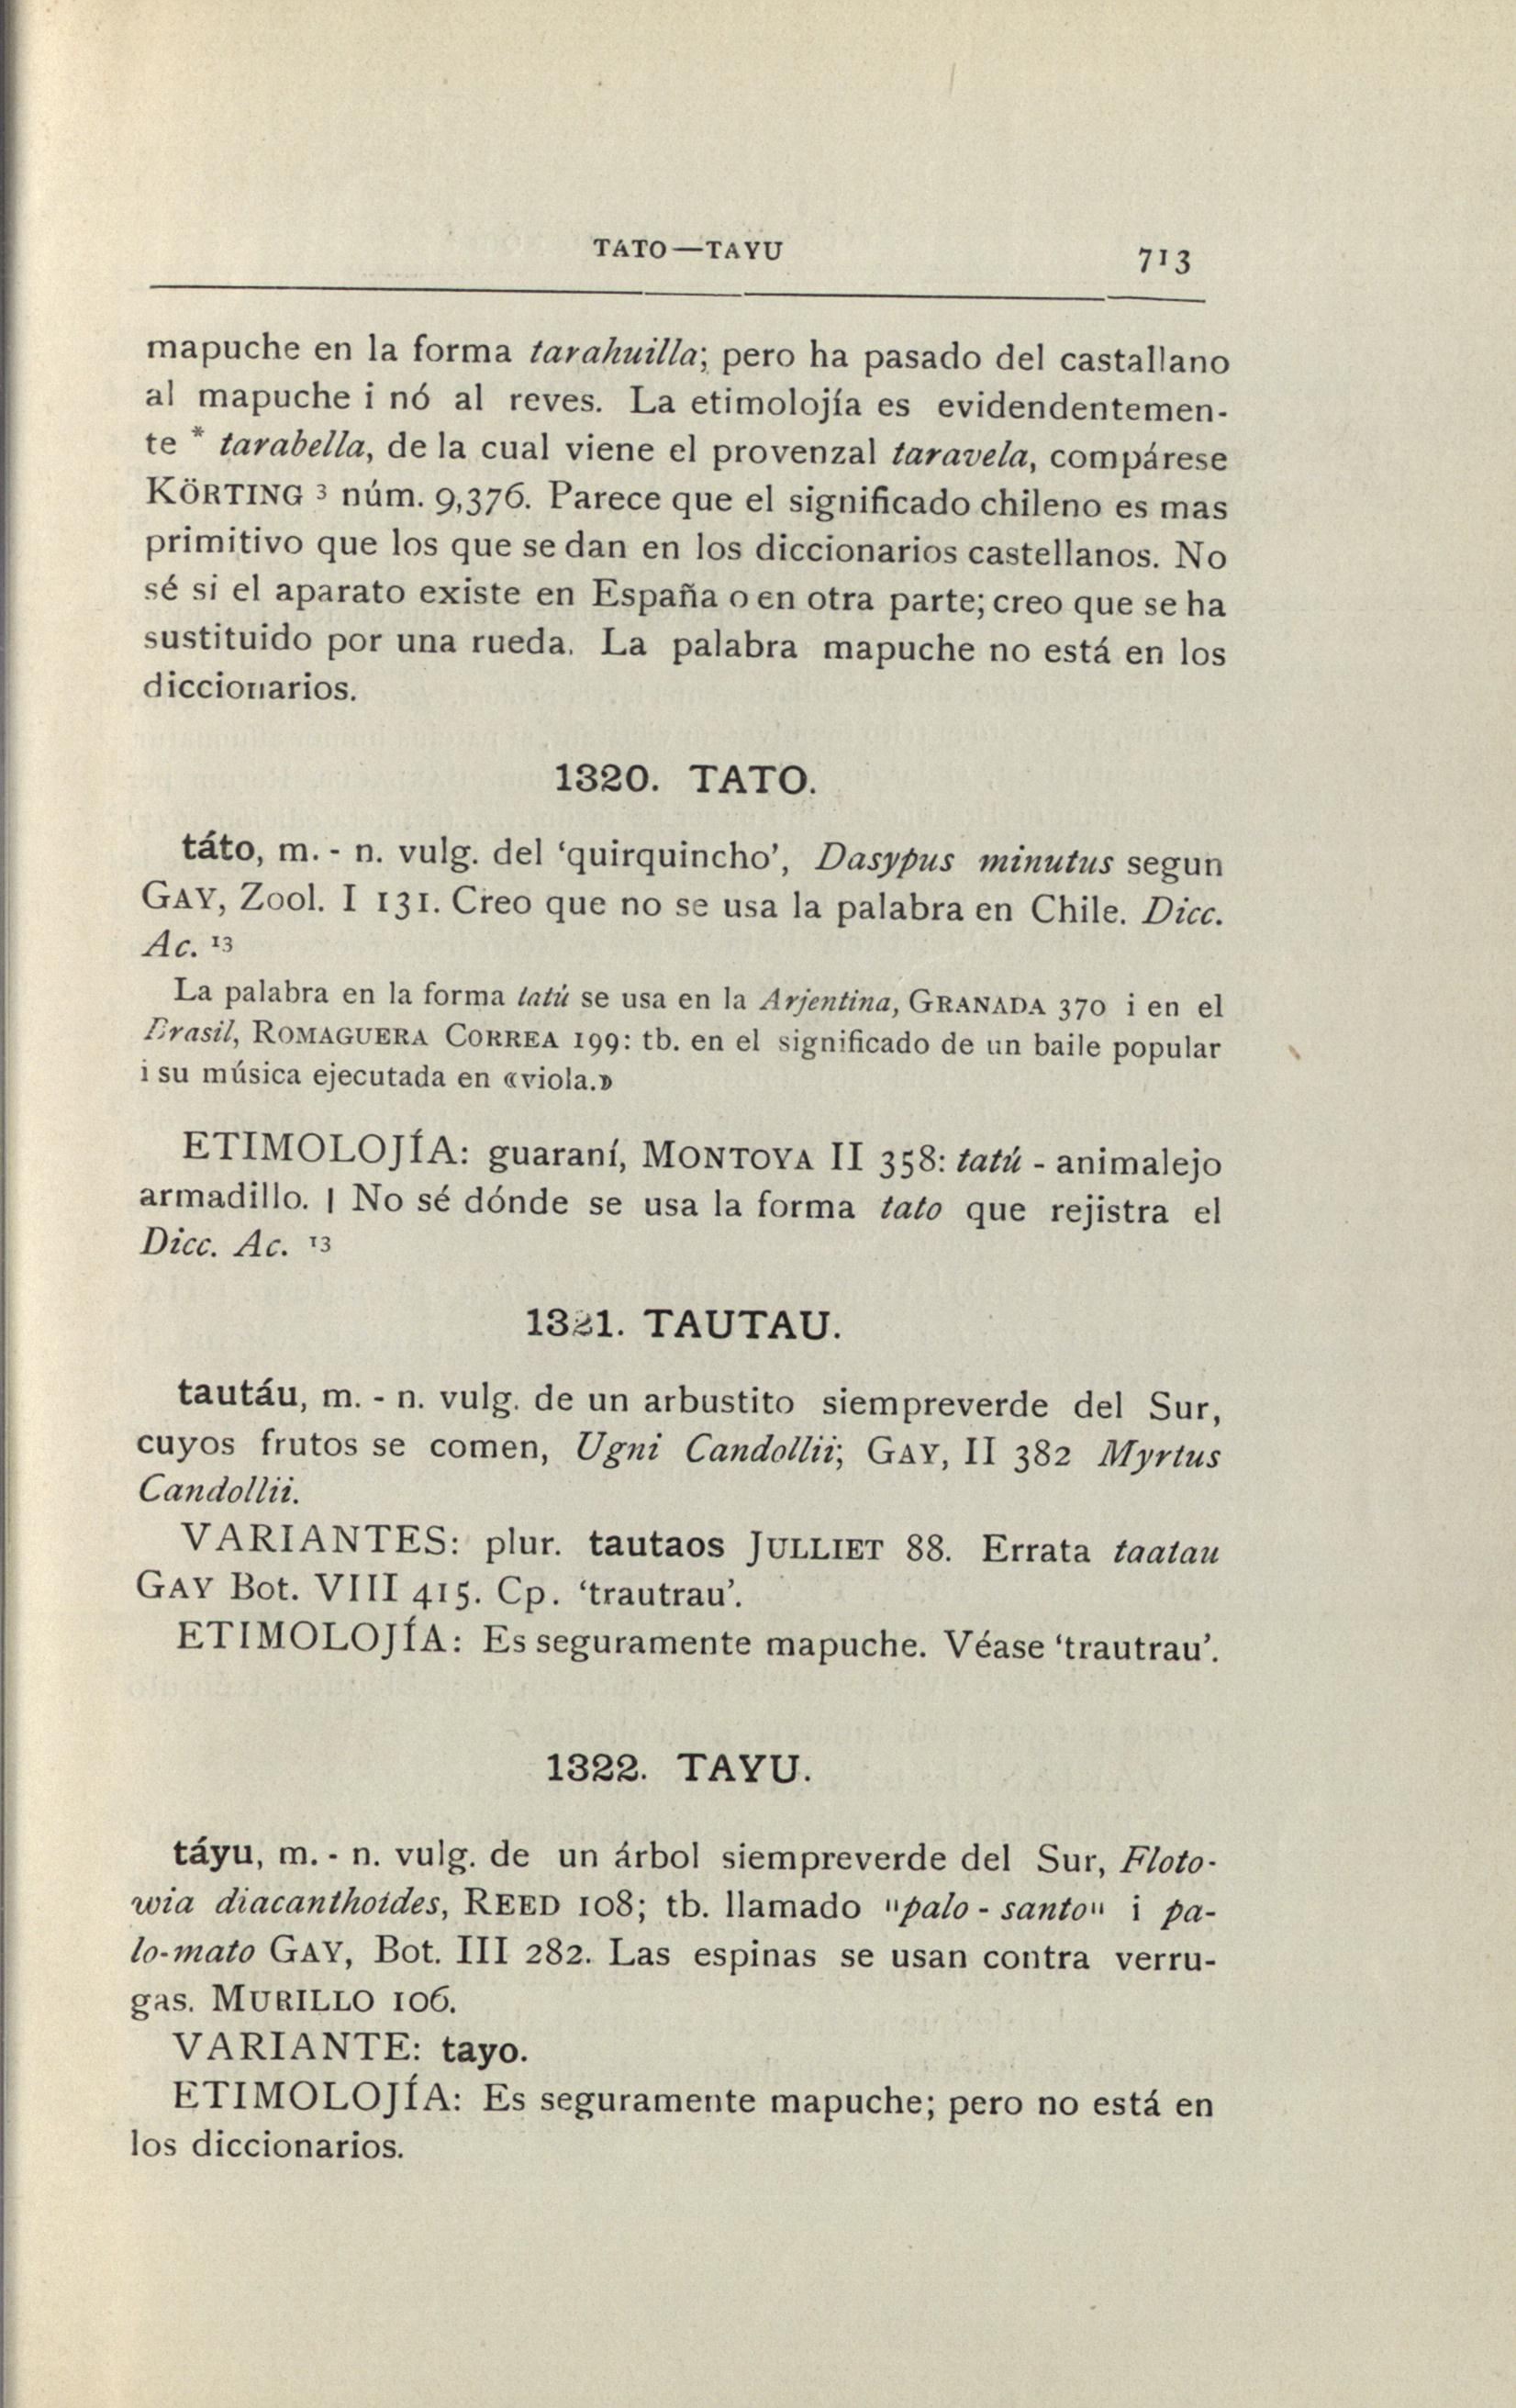 TATO—TAYU 713
mapuche en la forma tarahuilla; pero ha pasado del castallano
al mapuche i nó al reves. La etimolojía es evidendentemen-
te * tarabella, de la cual viene el provenzal taravela, compárese
KÖRTING ³ núm. 9,376. Parece que el significado chileno es mas
primitivo que los que se dan en los diccionarios castellanos. No
sé si el aparato existe en España o en otra parte; creo que se ha
sustituido por una rueda. La palabra mapuche no está en los
diccionarios.
1320. TATO.
táto, m. - n. vulg. del ‘quirquincho’, Dasypus minutus segun
GAY, Zool. I 131. Creo que no se usa la palabra en Chile. Dicc.
Ac. ¹³
La palabra en la forma tatú se usa en la Arjentina, GRANADA 370 i en el
Brasil, ROMAGUERA CORREA 199: tb. en el significado de un baile popular
i su música ejecutada en «viola.»
ETIMOLOJÍA: guaraní, MONTOYA II 358: tatú - animalejo
armadillo. | No sé dónde se usa la forma tato que rejistra el
Dicc. Ac. ¹³
1321. TAUTAU.
tautáu, m. - n. vulg. de un arbustito siempreverde del Sur,
cuyos frutos se comen, Ugni Candollii; GAY, II 382 Myrtus
Candollii.
VARIANTES: plur. tautaos JULLIET 88. Errata taatau
GAY Bot. VIII 415. Cp. ‘trautrau’.
ETIMOLOJÍA: Es seguramente mapuche. Véase ‘trautrau’.
1322. TAYU.
táyu, m. - n. vulg. de un árbol siempreverde del Sur, Floto-
wia diacanthoides, REED 108; tb. llamado "palo - santo" i pa-
lo-mato GAY, Bot. III 282. Las espinas se usan contra verru-
gas. MURILLO 106.
VARIANTE: tayo.
ETIMOLOJÍA: Es seguramente mapuche; pero no está en
los diccionarios.